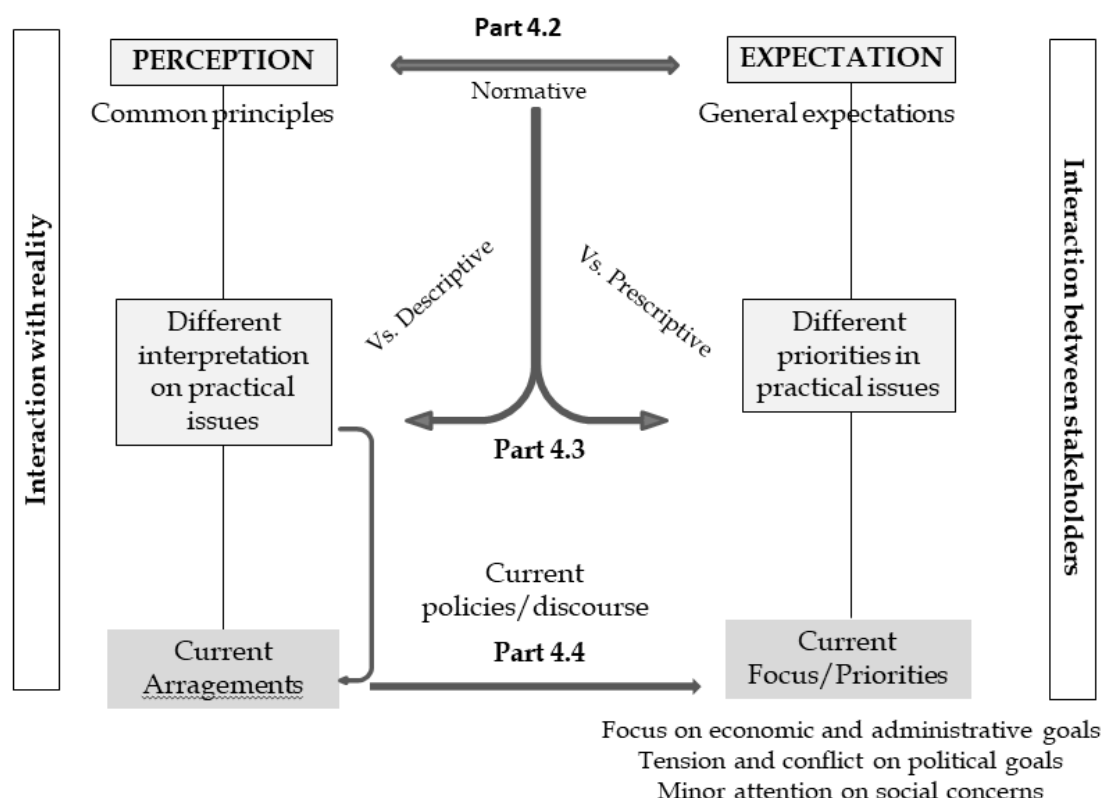 Part 4.2
PERCEPTION
EXPECTATION
Normative
Common principles
General expectations
Interaction with reality
Interaction between stakeholders
Vs. Descriptive
Vs. Prescriptive
Different
interpretation
on practical
issues
Different
priorities in
practical issues
Part 4.3
Current
policies/discourse
Part 4.4
Current
Arragements
Current
Focus/Priorities
Focus on economic and administrative goals
Tension and conflict on political goals
Minor attention on social concerns